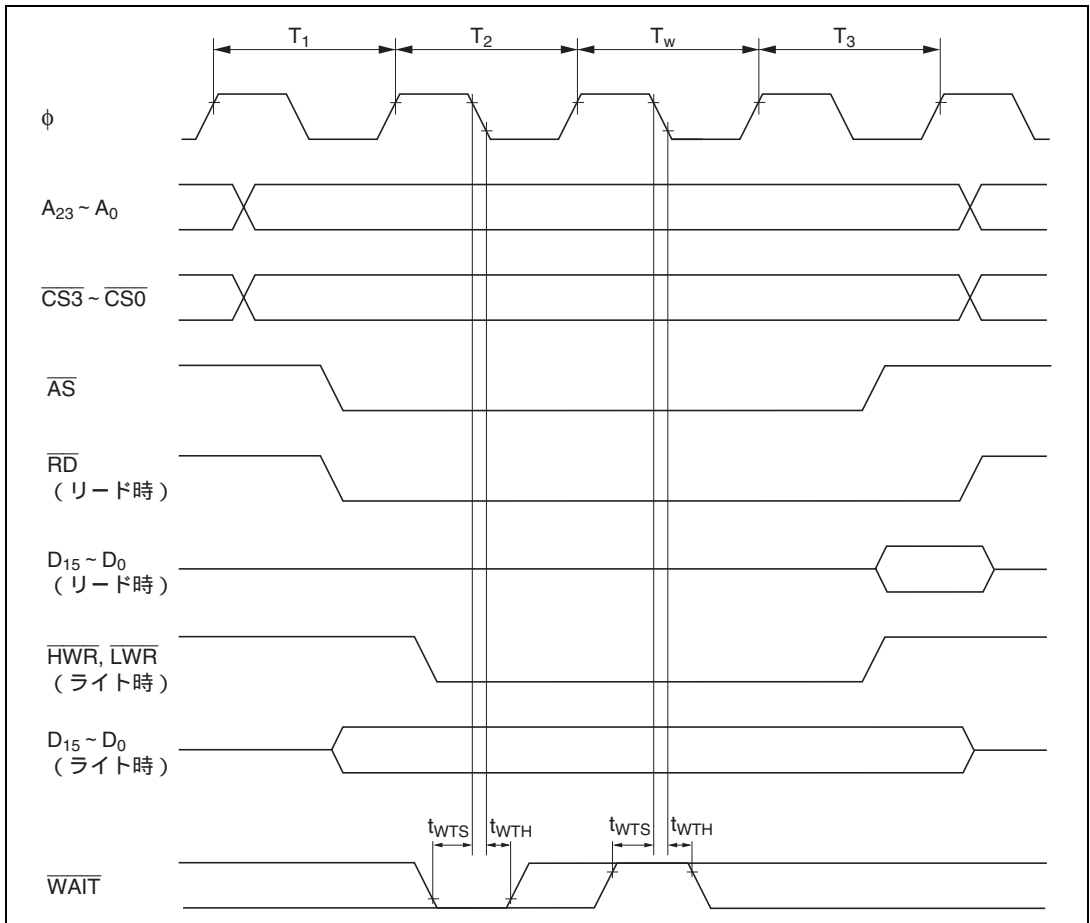 T1 T2 Tw T3
φ
A23 ~ A0
CS3 ~ CS0
AS
RD
（リード時）
D15 ~ D0
（リード時）
HWR, LWR
（ライト時）
D15 ~ D0
（ライト時）
tWTS tWTH tWTS tWTH
WAIT